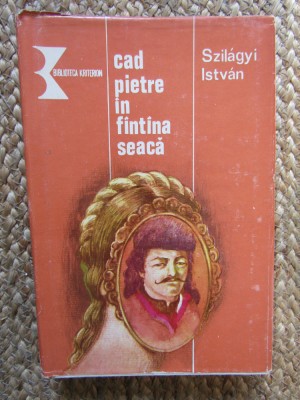 BIBLIOTECA KRITERION
cad
pietre
în
fîntîna
seacă
Szilágyi
István